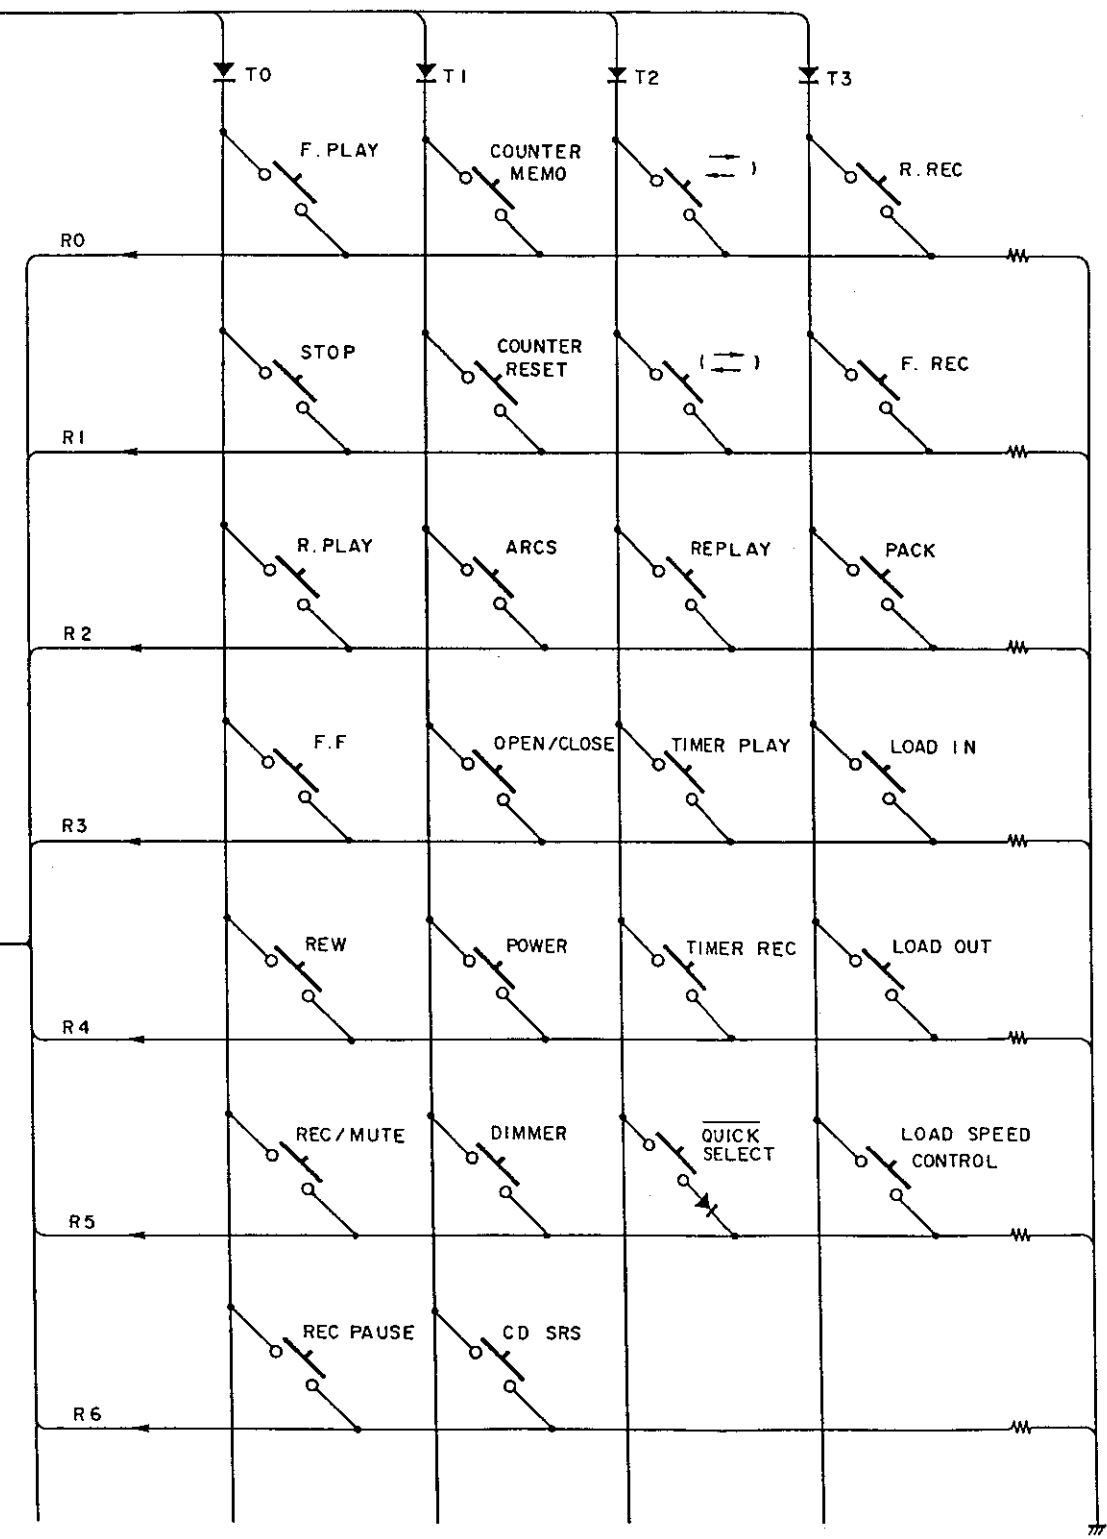 T0 T1 T2 T3
F. PLAY
COUNTER
MEMO
⇄ )
R. REC
R0
STOP
COUNTER
RESET
( ⇄ )
F. REC
R1
R. PLAY
ARCS
REPLAY
PACK
R2
F.F
OPEN/CLOSE
TIMER PLAY
LOAD IN
R3
REW
POWER
TIMER REC
LOAD OUT
R4
REC/MUTE
DIMMER
QUICK
SELECT
LOAD SPEED
CONTROL
R5
REC PAUSE
CD SRS
R6